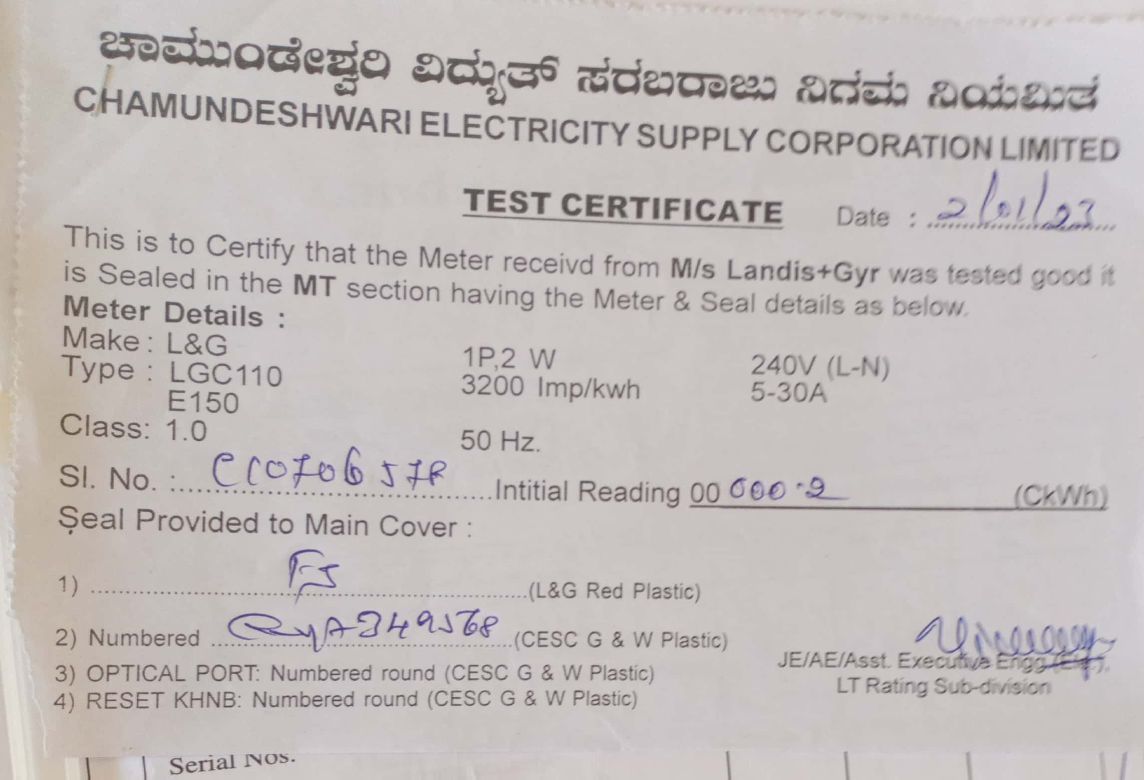 ಚಾಮುಂಡೇಶ್ವರಿ ವಿದ್ಯುತ್ ಸರಬರಾಜು ನಿಗಮ ನಿಯಮಿತ
CHAMUNDESHWARI ELECTRICITY SUPPLY CORPORATION LIMITED
TEST CERTIFICATE Date : 2/01/23
This is to Certify that the Meter receivd from M/s Landis+Gyr was tested good it
is Sealed in the MT section having the Meter & Seal details as below.
Meter Details :
Make : L&G 1P,2 W 240V (L-N)
Type : LGC110 3200 Imp/kwh 5-30A
E150
Class: 1.0 50 Hz.
Sl. No. : Intitial Reading 00 000.2 (CkWh)
Seal Provided to Main Cover :
1) (L&G Red Plastic)
2) Numbered (CESC G & W Plastic)
JE/AE/Asst. Executive Engg.
3) OPTICAL PORT: Numbered round (CESC G & W Plastic)
LT Rating Sub-division
4) RESET KHNB: Numbered round (CESC G & W Plastic)
Serial Nos.